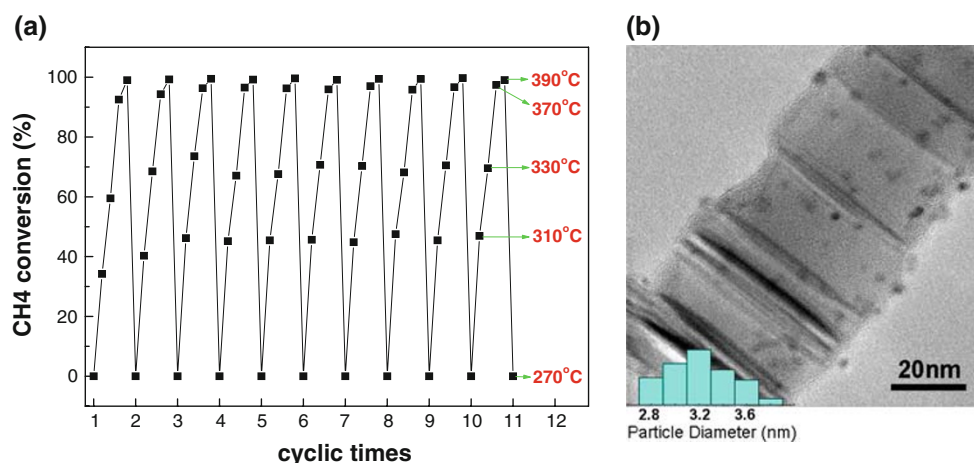 (a)
CH4 conversion (%)
100
80
60
40
20
0
1 2 3 4 5 6 7 8 9 10 11 12
cyclic times
390°C
370°C
330°C
310°C
270°C
(b)
20nm
2.8 3.2 3.6
Particle Diameter (nm)